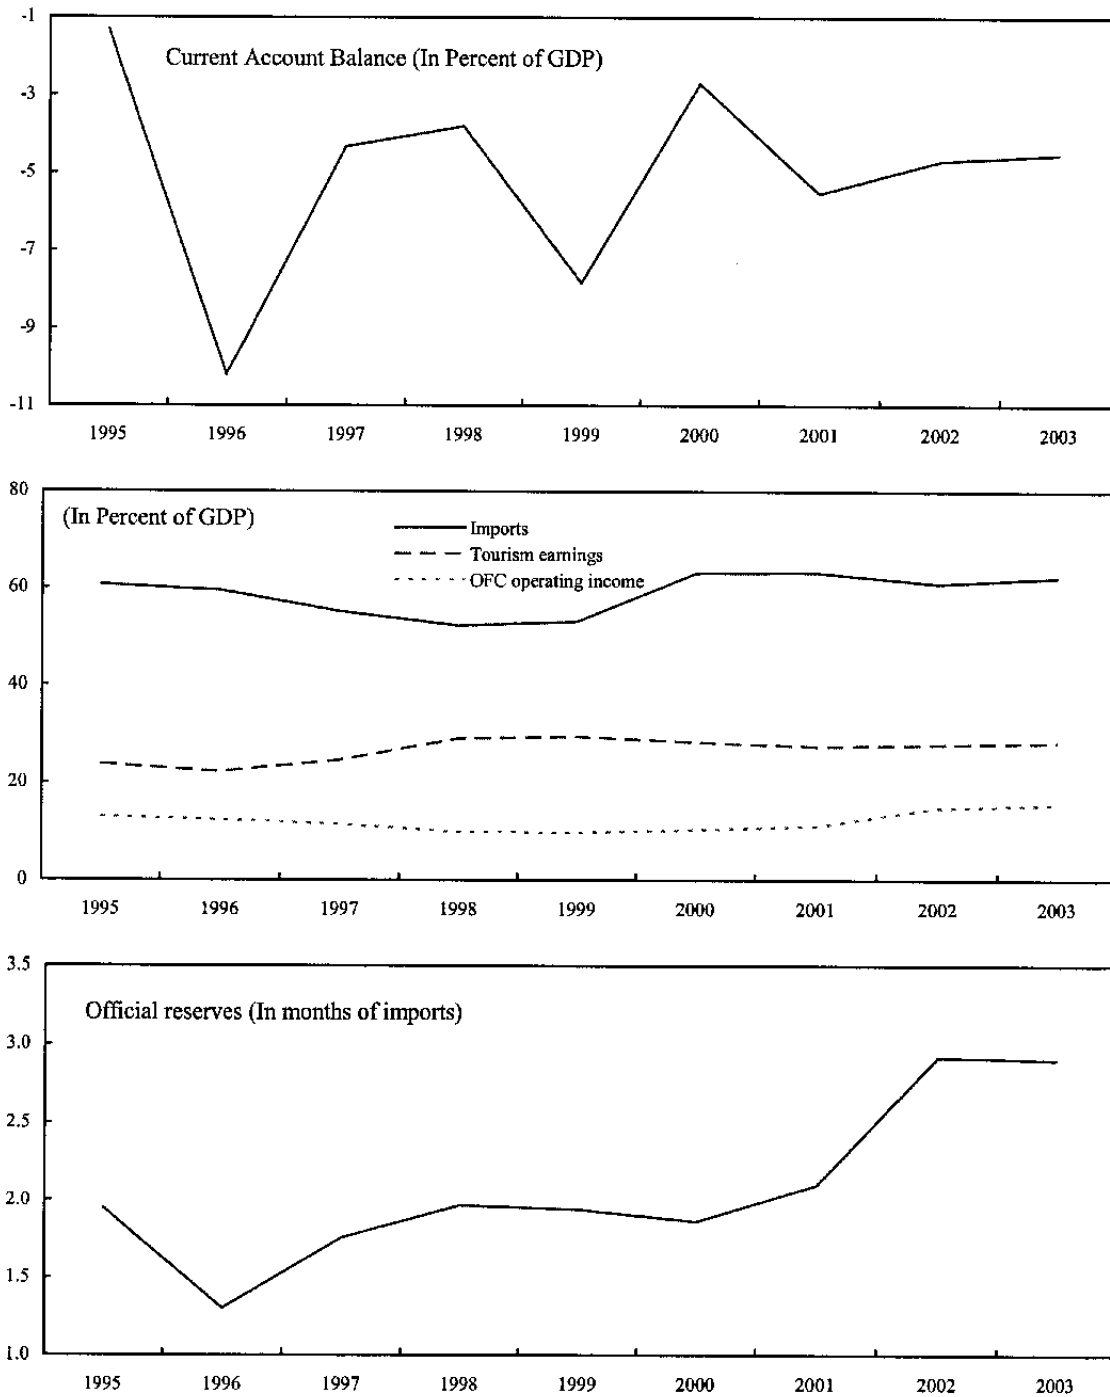 -1
Current Account Balance (In Percent of GDP)
-3
-5
-7
-9
-11
1995 1996 1997 1998 1999 2000 2001 2002 2003
80
(In Percent of GDP)
Imports
Tourism earnings
OFC operating income
60
40
20
0
1995 1996 1997 1998 1999 2000 2001 2002 2003
3.5
Official reserves (In months of imports)
3.0
2.5
2.0
1.5
1.0
1995 1996 1997 1998 1999 2000 2001 2002 2003